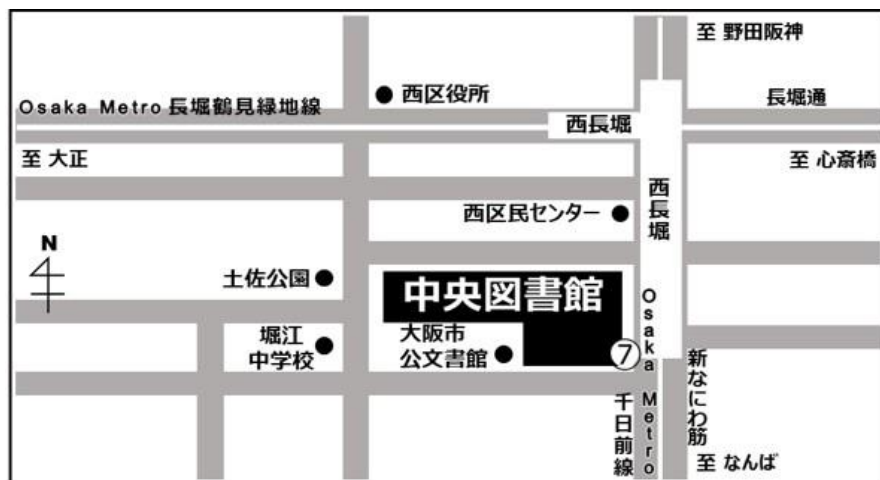 至 野田阪神
西区役所
長堀通
Osaka Metro 長堀鶴見緑地線
西長堀
至 大正
至 心斎橋
西長堀
西区民センター
N
土佐公園
中央図書館
堀江
中学校
大阪市
公文書館
7
Osaka Metro
千日前線
新なにわ筋
至 なんば